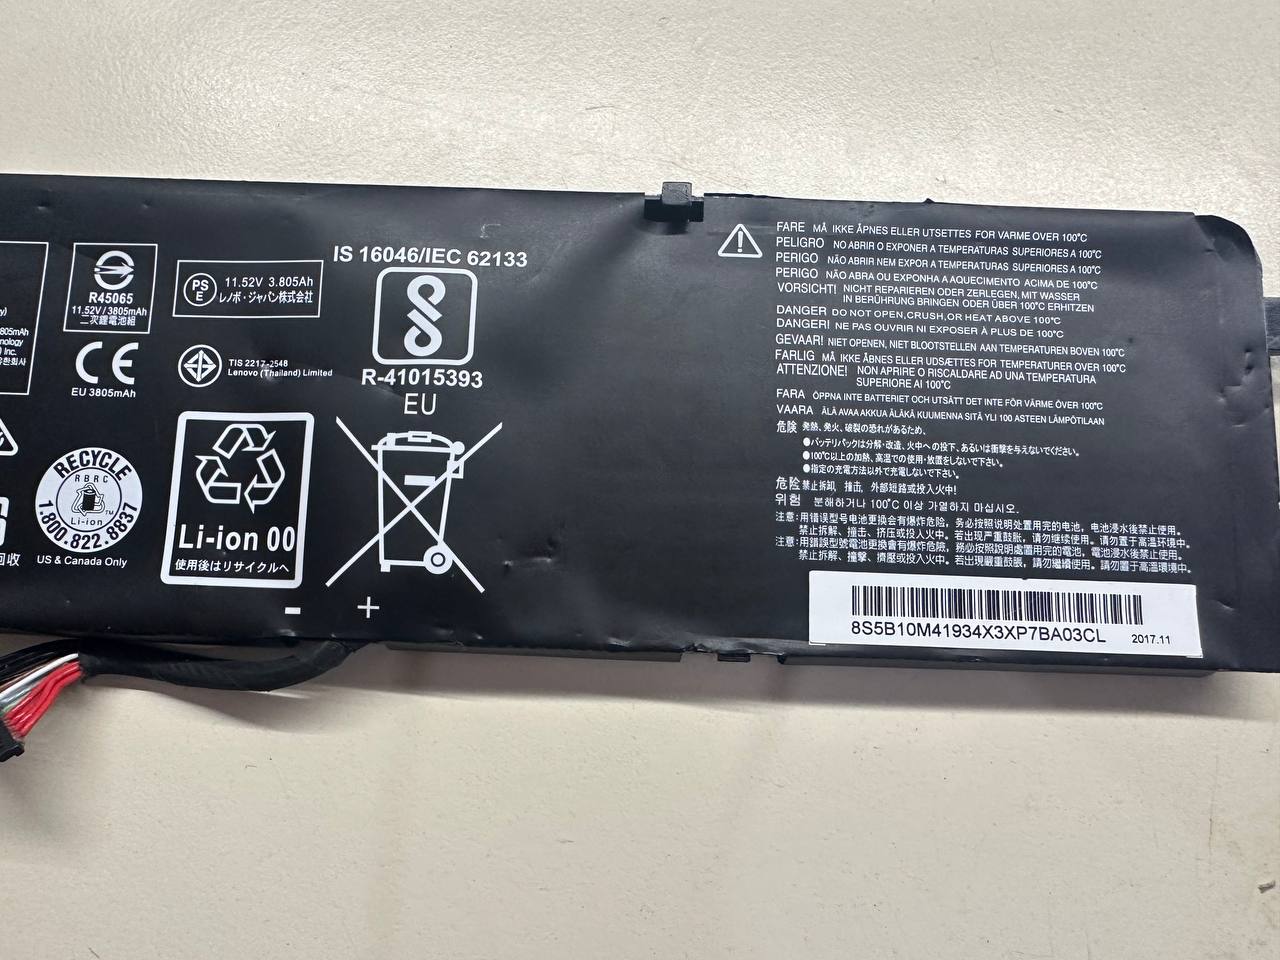 IS 16046/IEC 62133
R-41015393
EU
R45065
11.52V / 3805mAh
二次鋰電池組
PS
E
11.52V 3.805Ah
レノボ・ジャパン株式会社
805mAh
nology
Inc.
유한회사
EU 3805mAh
TIS 2217-2548
Lenovo (Thailand) Limited
RECYCLE
RBRC
Li-ion
1.800.822.8837
US & Canada Only
回收
Li-ion 00
使用後はリサイクルへ
- +
FARE MÅ IKKE ÅPNES ELLER UTSETTES FOR VARME OVER 100°C
PELIGRO NO ABRIR O EXPONER A TEMPERATURAS SUPERIORES A 100°C
PERIGO NÃO ABRIR NEM EXPOR A TEMPERATURAS SUPERIORES A 100°C
PERIGO NÃO ABRA OU EXPONHA A AQUECIMENTO ACIMA DE 100°C
VORSICHT! NICHT REPARIEREN ODER ZERLEGEN, MIT WASSER
IN BERÜHRUNG BRINGEN ODER ÜBER 100°C ERHITZEN
DANGER DO NOT OPEN,CRUSH,OR HEAT ABOVE 100°C
DANGER! NE PAS OUVRIR NI EXPOSER À PLUS DE 100°C
GEVAAR! NIET OPENEN, NIET BLOOTSTELLEN AAN TEMPERATUREN BOVEN 100°C
FARLIG MÅ IKKE ÅBNES ELLER UDSÆTTES FOR TEMPERATURER OVER 100°C
ATTENZIONE! NON APRIRE O RISCALDARE AD UNA TEMPERATURA
SUPERIORE AI 100°C
FARA ÖPPNA INTE BATTERIET OCH UTSÄTT DET INTE FÖR VÄRME ÖVER 100°C
VAARA ÄLÄ AVAA AKKUA ÄLÄKÄ KUUMENNA SITÄ YLI 100 ASTEEN LÄMPÖTILAAN
危険 発熱、発火、破裂の恐れがあるため、
●バッテリパックは分解・改造、火中への投下、あるいは衝撃を与えないでください。
●100°C以上の加熱、高温での使用・放置をしないで下さい。
●指定の充電方法以外で充電しないで下さい。
危险 禁止拆卸，撞击，外部短路或投入火中!
위험 분해하거나 100°C 이상 가열하지 마십시오.
注意：用错误型号电池更换会有爆炸危险，务必按照说明处置用完的电池，电池浸水後禁止使用。
禁止拆解、撞击、挤压或投入火中。若出现严重鼓胀，请勿继续使用。请勿置于高温环境中。
注意：用錯誤型號電池更換會有爆炸危險，務必按照說明處置用完的電池，電池浸水後禁止使用。
禁止拆解、撞擊、擠壓或投入火中。若出現嚴重鼓脹，請勿繼續使用。請勿置于高溫環境中。
8S5B10M41934X3XP7BA03CL 2017.11